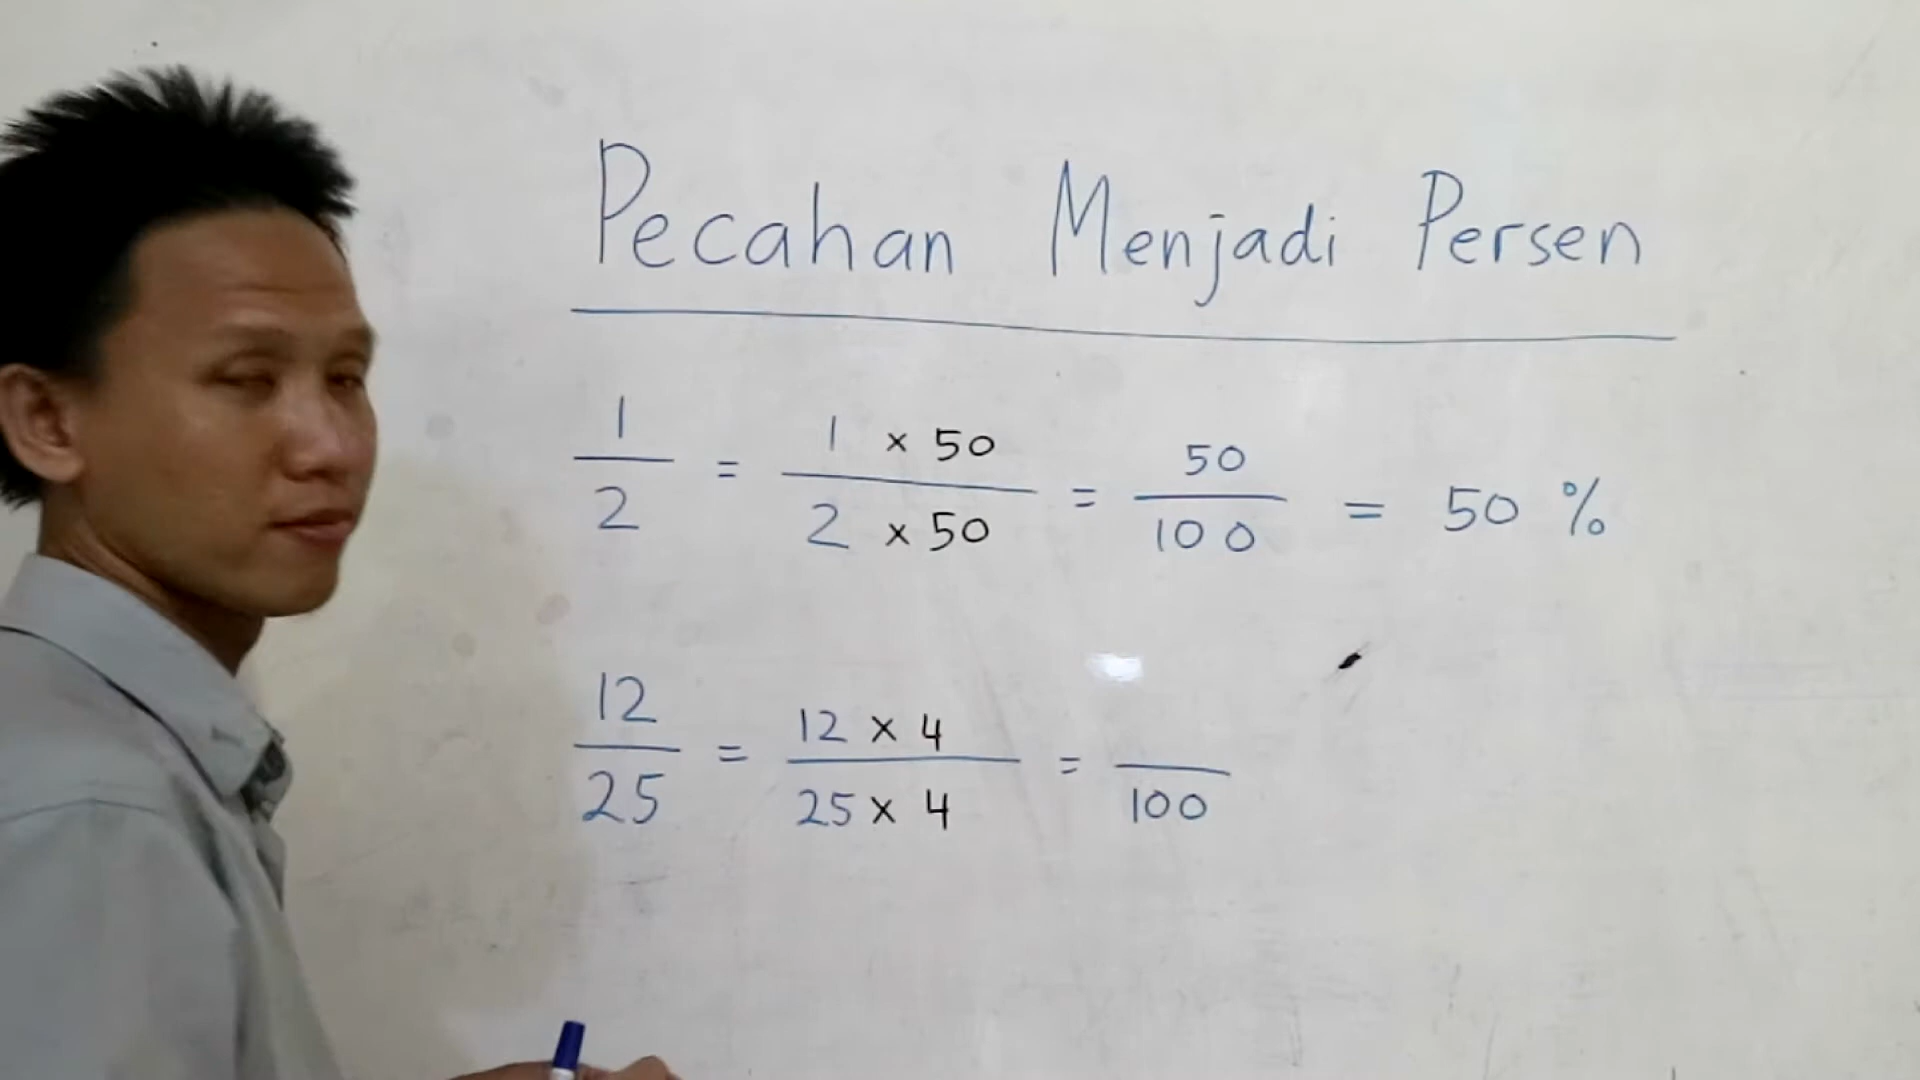 Pecahan Menjadi Persen
1/2 = 1 x 50 / 2 x 50 = 50/100 = 50 %
12/25 = 12 x 4 / 25 x 4 = /100